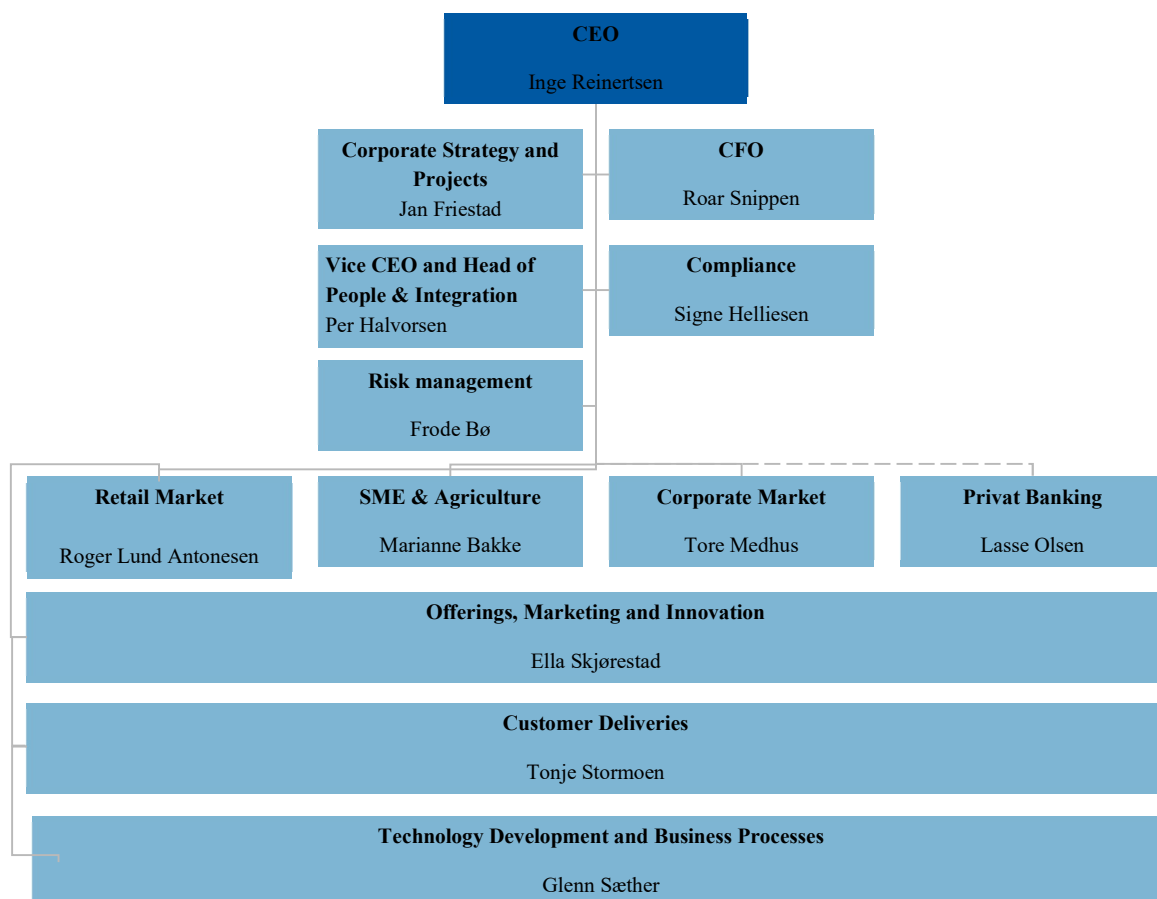 CEO
Inge Reinertsen
Corporate Strategy and
Projects
Jan Friestad
CFO
Roar Snippen
Vice CEO and Head of
People & Integration
Per Halvorsen
Compliance
Signe Helliesen
Risk management
Frode Bø
Retail Market
Roger Lund Antonesen
SME & Agriculture
Marianne Bakke
Corporate Market
Tore Medhus
Privat Banking
Lasse Olsen
Offerings, Marketing and Innovation
Ella Skjørestad
Customer Deliveries
Tonje Stormoen
Technology Development and Business Processes
Glenn Sæther